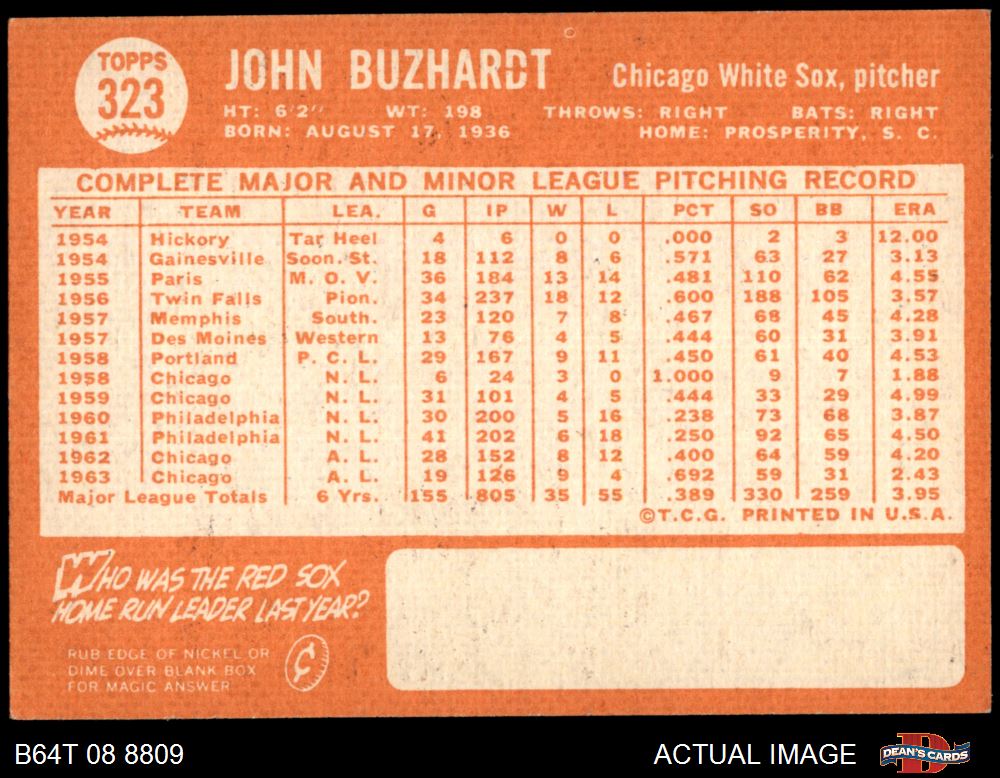 TOPPS
323
JOHN BUZHARDT
Chicago White Sox, pitcher
HT: 6'2" WT: 198 THROWS: RIGHT BATS: RIGHT
BORN: AUGUST 17, 1936 HOME: PROSPERITY, S. C.
COMPLETE MAJOR AND MINOR LEAGUE PITCHING RECORD
YEAR TEAM LEA. G IP W L PCT SO BB ERA
1954 Hickory Tar Heel 4 6 0 0 .000 2 3 12.00
1954 Gainesville Soon. St. 18 112 8 6 .571 63 27 3.13
1955 Paris M. O. V. 36 184 13 14 .481 110 62 4.55
1956 Twin Falls Pion. 34 237 18 12 .600 188 105 3.57
1957 Memphis South. 23 120 7 8 .467 68 45 4.28
1957 Des Moines Western 13 76 4 5 .444 60 31 3.91
1958 Portland P. C. L. 29 167 9 11 .450 61 40 4.53
1958 Chicago N. L. 6 24 3 0 1.000 9 7 1.88
1959 Chicago N. L. 31 101 4 5 .444 33 29 4.99
1960 Philadelphia N. L. 30 200 5 16 .238 73 68 3.87
1961 Philadelphia N. L. 41 202 6 18 .250 92 65 4.50
1962 Chicago A. L. 28 152 8 12 .400 64 59 4.20
1963 Chicago A. L. 19 126 9 4 .692 59 31 2.43
Major League Totals 6 Yrs. 155 805 35 55 .389 330 259 3.95
©T.C.G. PRINTED IN U.S.A.
WHO WAS THE RED SOX
HOME RUN LEADER LAST YEAR?
RUB EDGE OF NICKEL OR
DIME OVER BLANK BOX
FOR MAGIC ANSWER
¢
B64T 08 8809
ACTUAL IMAGE
DEAN'S CARDS